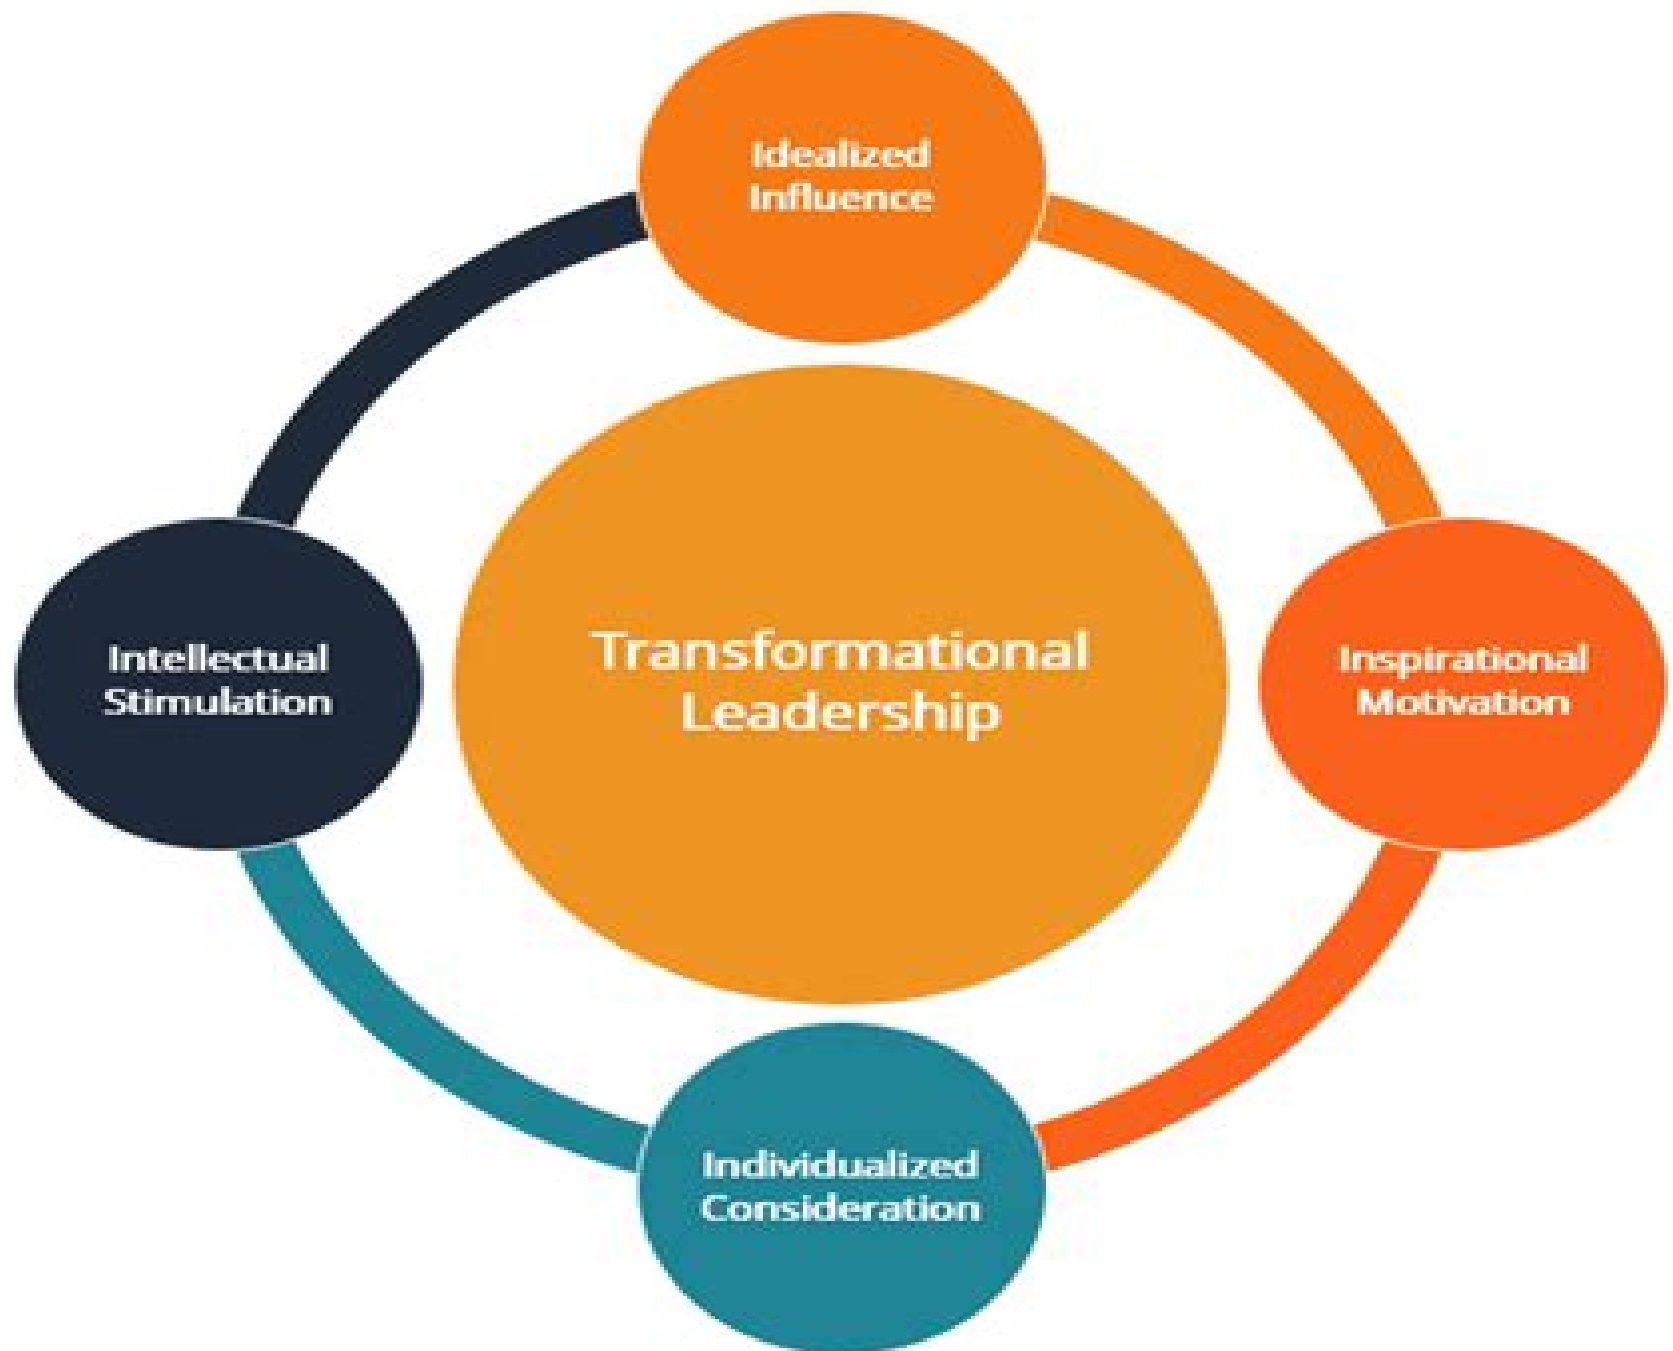 Idealized
Influence
Intellectual
Stimulation
Transformational
Leadership
Inspirational
Motivation
Individualized
Consideration